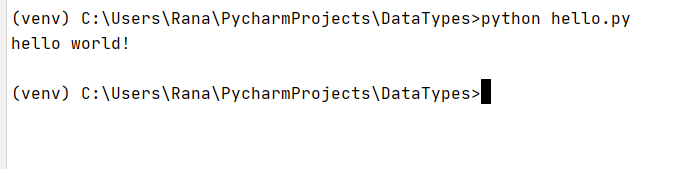 (venv) C:\Users\Rana\PycharmProjects\DataTypes>python hello.py
hello world!
(venv) C:\Users\Rana\PycharmProjects\DataTypes>